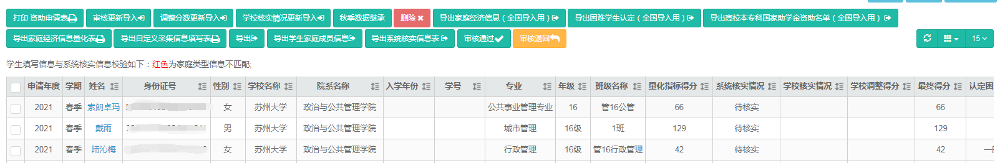 打印 资助申请表 审核更新导入 调整分数更新导入 学校核实情况更新导入 秋季数据继承 删除 导出家庭经济信息（全国导入用） 导出困难学生认定（全国导入用） 导出高校本专科国家助学金资助名单（全国导入用）
导出家庭经济信息量化表 导出自定义采集信息填写表 导出 导出学生家庭成员信息 导出系统核实信息表 审核通过 审核退回 15
学生填写信息与系统核实信息校验如下：红色为家庭类型信息不匹配;
申请年度 学期 姓名 身份证号 性别 学校名称 院系名称 入学年份 学号 专业 年级 班级名称 量化指标得分 系统核实情况 学校核实情况 学校调整得分 最终得分 认定困
2021 春季 索朗卓玛 女 苏州大学 政治与公共管理学院 公共事业管理专业 16 管16公管 66 待核实 66
2021 春季 戴雨 男 苏州大学 政治与公共管理学院 城市管理 16级 1班 129 待核实 129
2021 春季 陆沁梅 女 苏州大学 政治与公共管理学院 行政管理 16级 管16行政管理 42 待核实 42 一